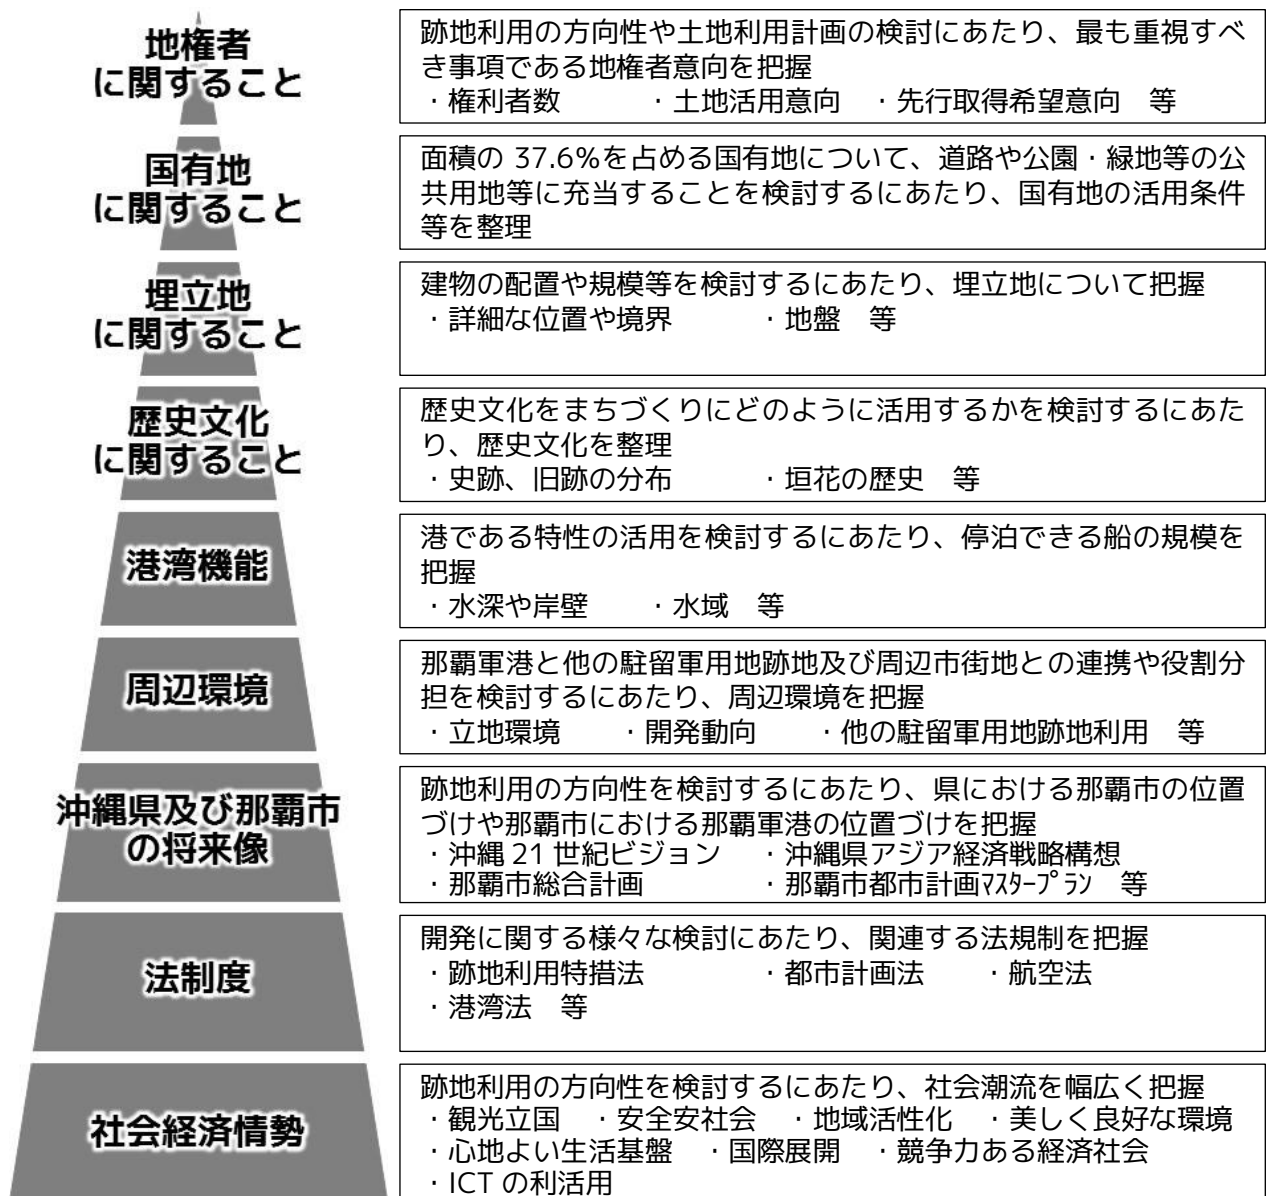 地権者
に関すること
跡地利用の方向性や土地利用計画の検討にあたり、最も重視すべ
き事項である地権者意向を把握
・権利者数　　　・土地活用意向　・先行取得希望意向　等
国有地
に関すること
面積の 37.6%を占める国有地について、道路や公園・緑地等の公
共用地等に充当することを検討するにあたり、国有地の活用条件
等を整理
埋立地
に関すること
建物の配置や規模等を検討するにあたり、埋立地について把握
・詳細な位置や境界　　　・地盤　等
歴史文化
に関すること
歴史文化をまちづくりにどのように活用するかを検討するにあた
り、歴史文化を整理
・史跡、旧跡の分布　　　・垣花の歴史　等
港湾機能
港である特性の活用を検討するにあたり、停泊できる船の規模を
把握
・水深や岸壁　　・水域　等
周辺環境
那覇軍港と他の駐留軍用地跡地及び周辺市街地との連携や役割分
担を検討するにあたり、周辺環境を把握
・立地環境　　・開発動向　　・他の駐留軍用地跡地利用　等
沖縄県及び那覇市
の将来像
跡地利用の方向性を検討するにあたり、県における那覇市の位置
づけや那覇市における那覇軍港の位置づけを把握
・沖縄 21 世紀ビジョン　・沖縄県アジア経済戦略構想
・那覇市総合計画　　　　・那覇市都市計画ﾏｽﾀｰﾌﾟﾗﾝ　等
法制度
開発に関する様々な検討にあたり、関連する法規制を把握
・跡地利用特措法　　　　・都市計画法　　・航空法
・港湾法　等
社会経済情勢
跡地利用の方向性を検討するにあたり、社会潮流を幅広く把握
・観光立国　・安全安社会　・地域活性化　・美しく良好な環境
・心地よい生活基盤　・国際展開　・競争力ある経済社会
・ICT の利活用